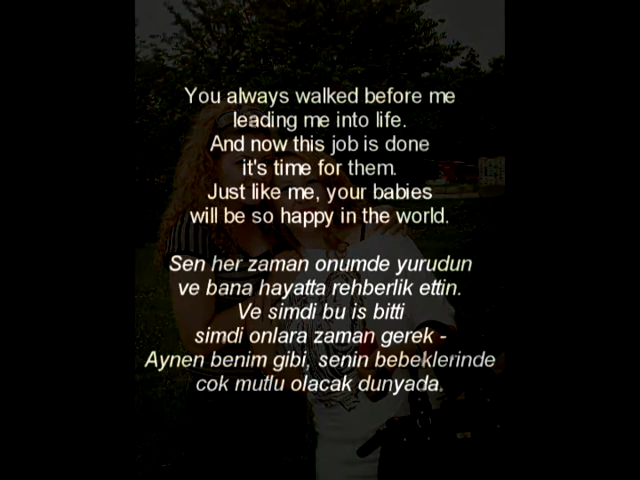 You always walked before me
leading me into life.
And now this job is done
it's time for them.
Just like me, your babies
will be so happy in the world.
Sen her zaman onumde yurudun
ve bana hayatta rehberlik ettin.
Ve simdi bu is bitti
simdi onlara zaman gerek -
Aynen benim gibi, senin bebeklerinde
cok mutlu olacak dunyada.